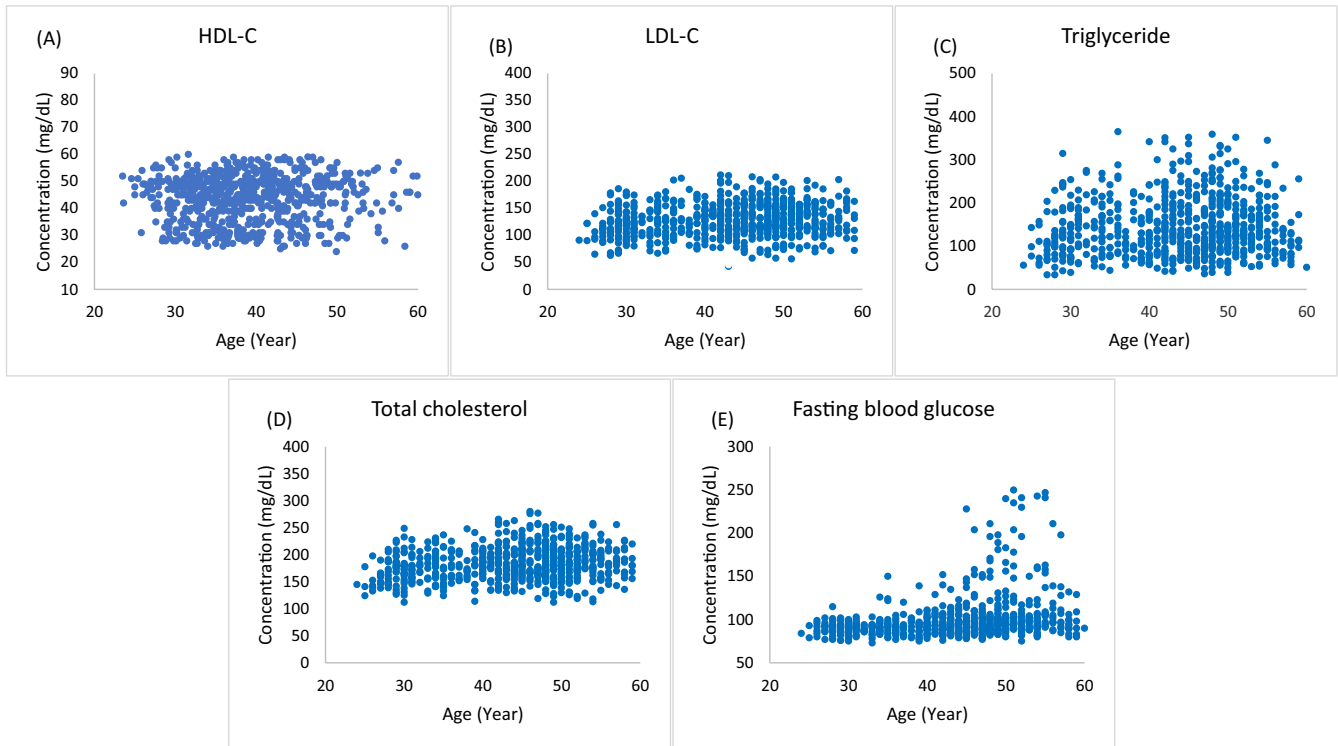 (A)
HDL-C
Concentration (mg/dL)
90
80
70
60
50
40
30
20
10
20 30 40 50 60
Age (Year)
(B)
LDL-C
Concentration (mg/dL)
400
350
300
250
200
150
100
50
0
20 30 40 50 60
Age (Year)
(C)
Triglyceride
Concentration (mg/dL)
500
400
300
200
100
0
20 30 40 50 60
Age (Year)
(D)
Total cholesterol
Concentration (mg/dL)
400
350
300
250
200
150
100
50
0
20 30 40 50 60
Age (Year)
(E)
Fasting blood glucose
Concentration (mg/dL)
300
250
200
150
100
50
20 30 40 50 60
Age (Year)